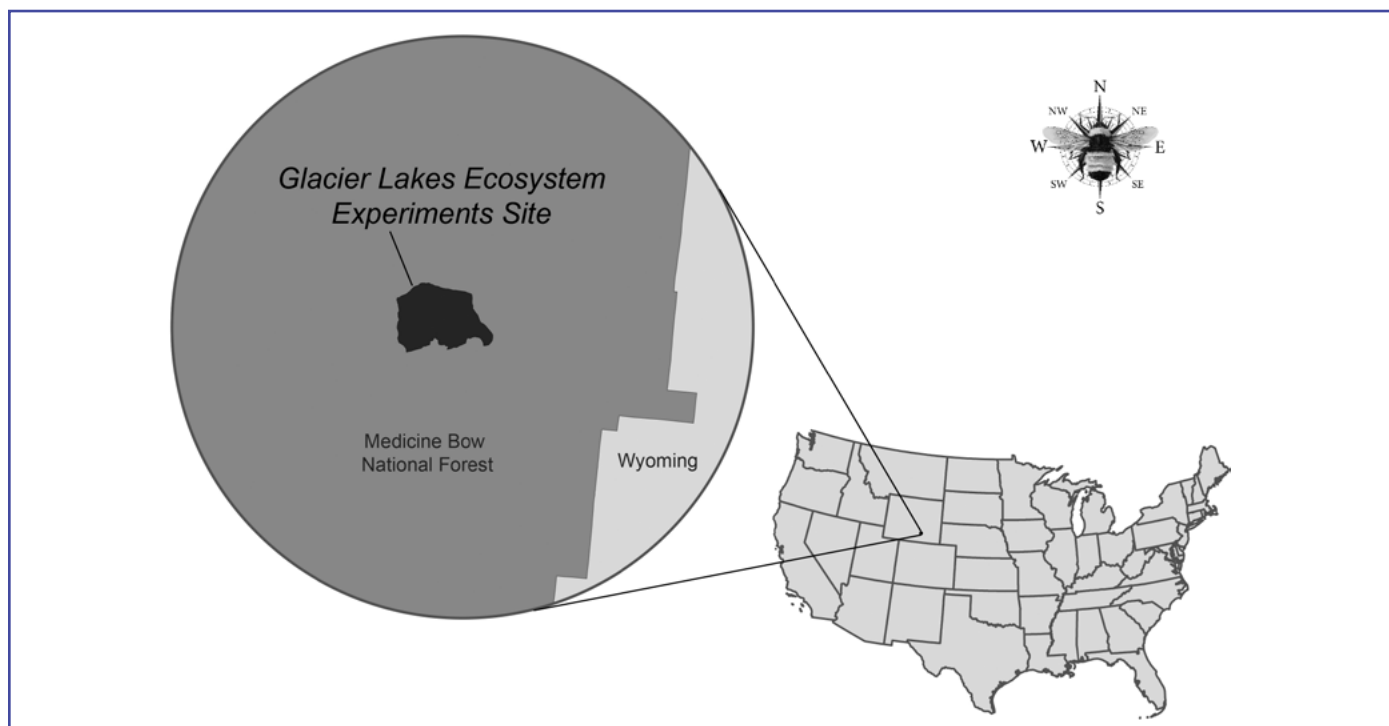 Glacier Lakes Ecosystem
Experiments Site
Medicine Bow
National Forest
Wyoming
N
NW
NE
W
E
SW
SE
S